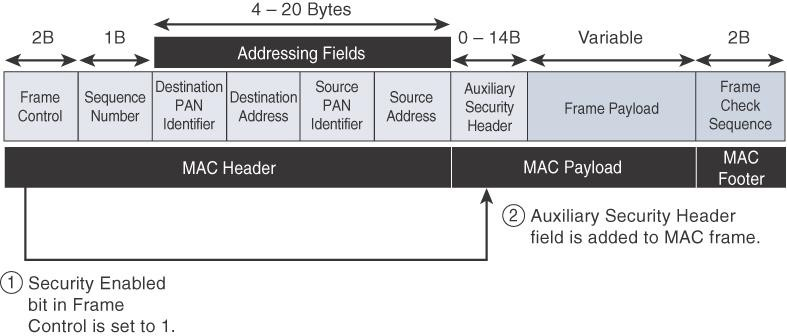 4 – 20 Bytes
2B
1B
Addressing Fields
0 – 14B
Variable
2B
Frame
Control
Sequence
Number
Destination
PAN
Identifier
Destination
Address
Source
PAN
Identifier
Source
Address
Auxiliary
Security
Header
Frame Payload
Frame
Check
Sequence
MAC Header
MAC Payload
MAC
Footer
2 Auxiliary Security Header
field is added to MAC frame.
1 Security Enabled
bit in Frame
Control is set to 1.